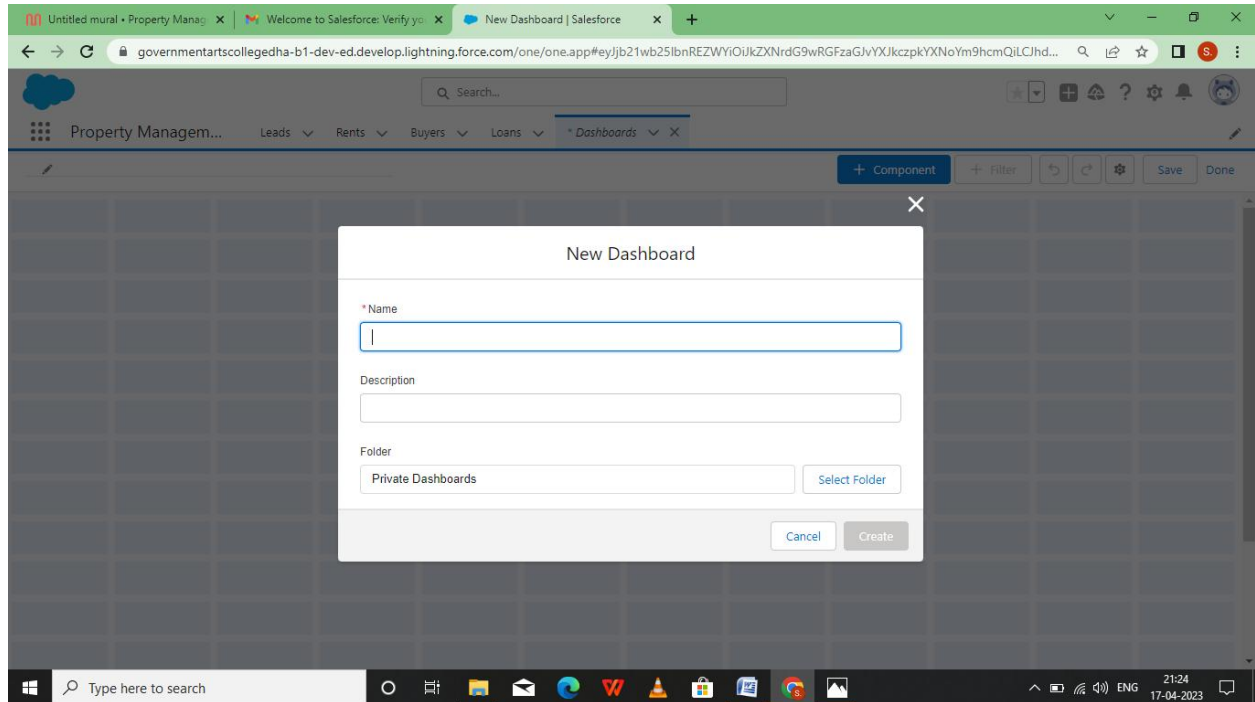 Untitled mural • Property Manag
Welcome to Salesforce: Verify yo
New Dashboard | Salesforce
governmentartscollegedha-b1-dev-ed.develop.lightning.force.com/one/one.app#eyJjb21wb25lbnREZWYiOiJkZXNrdG9wRGFzaGJvYXJkczpkYXNoYm9hcmQiLCJhd...
S.
Search...
Property Managem...
Leads
Rents
Buyers
Loans
* Dashboards
+ Component
+ Filter
Save
Done
New Dashboard
*Name
Description
Folder
Private Dashboards
Select Folder
Cancel
Create
Type here to search
ENG
21:24
17-04-2023